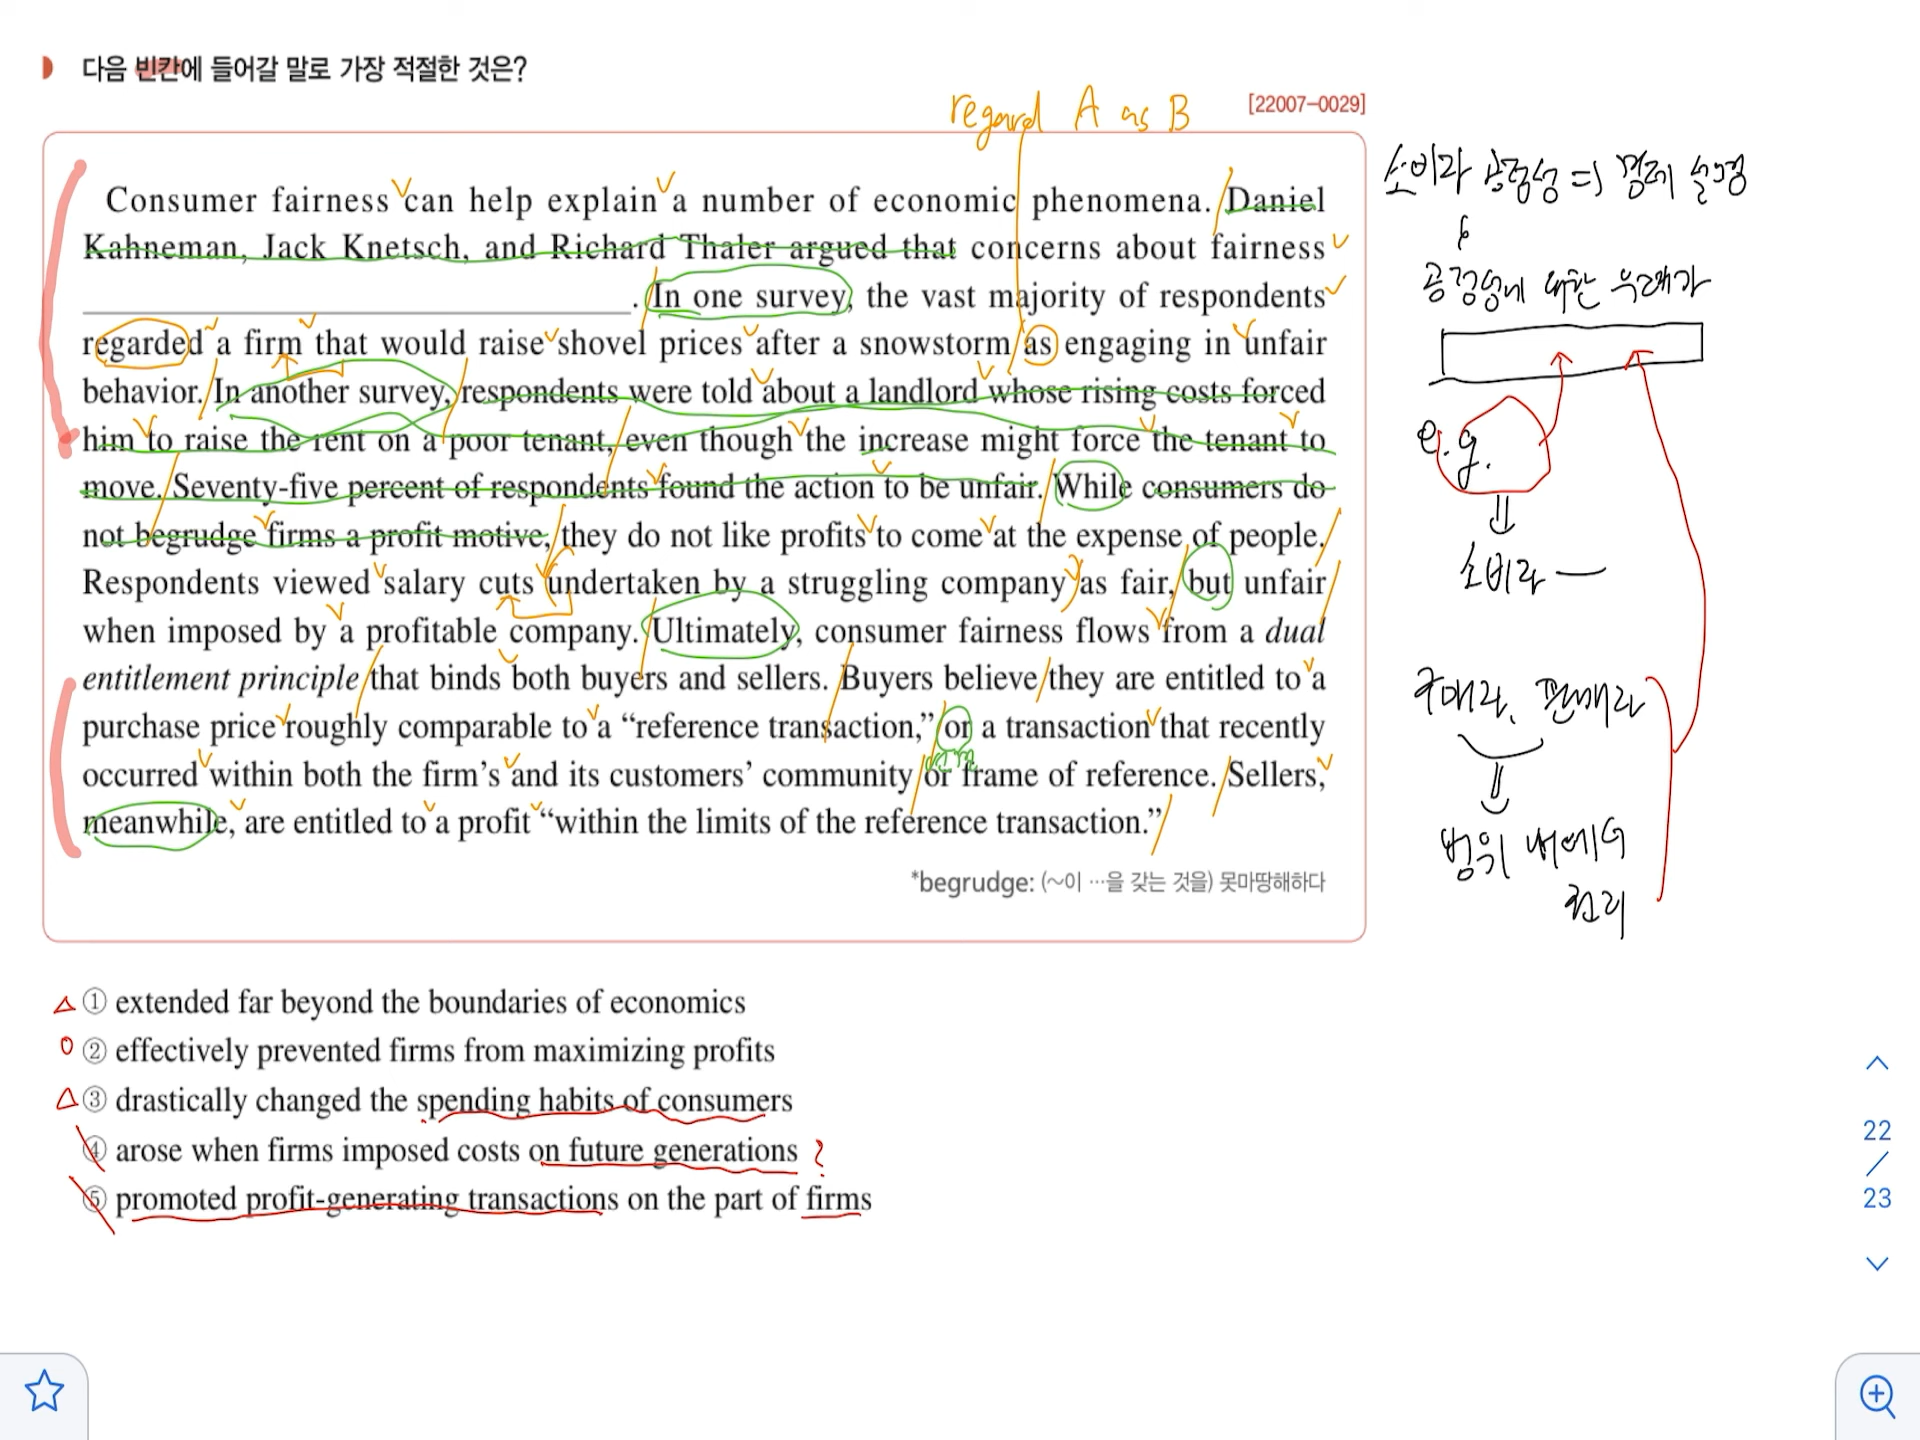 다음 빈칸에 들어갈 말로 가장 적절한 것은?
regard A as B
[22007-0029]
Consumer fairness can help explain a number of economic phenomena. Daniel
Kahneman, Jack Knetsch, and Richard Thaler argued that concerns about fairness
. In one survey, the vast majority of respondents
regarded a firm that would raise shovel prices after a snowstorm as engaging in unfair
behavior. In another survey, respondents were told about a landlord whose rising costs forced
him to raise the rent on a poor tenant, even though the increase might force the tenant to
move. Seventy-five percent of respondents found the action to be unfair. While consumers do
not begrudge firms a profit motive, they do not like profits to come at the expense of people.
Respondents viewed salary cuts undertaken by a struggling company as fair, but unfair
when imposed by a profitable company. Ultimately, consumer fairness flows from a dual
entitlement principle that binds both buyers and sellers. Buyers believe they are entitled to a
purchase price roughly comparable to a “reference transaction,” or a transaction that recently
occurred within both the firm’s and its customers’ community or frame of reference. Sellers,
meanwhile, are entitled to a profit “within the limits of the reference transaction.”
*begrudge: (~이 …을 갖는 것을) 못마땅해하다
소비자 공정성 => 경제 설명
공정성에 대한 우려가
e.g.
소비자
구매자, 판매자
범위 내에서
권리
① extended far beyond the boundaries of economics
② effectively prevented firms from maximizing profits
③ drastically changed the spending habits of consumers
④ arose when firms imposed costs on future generations ?
⑤ promoted profit-generating transactions on the part of firms
22
/
23